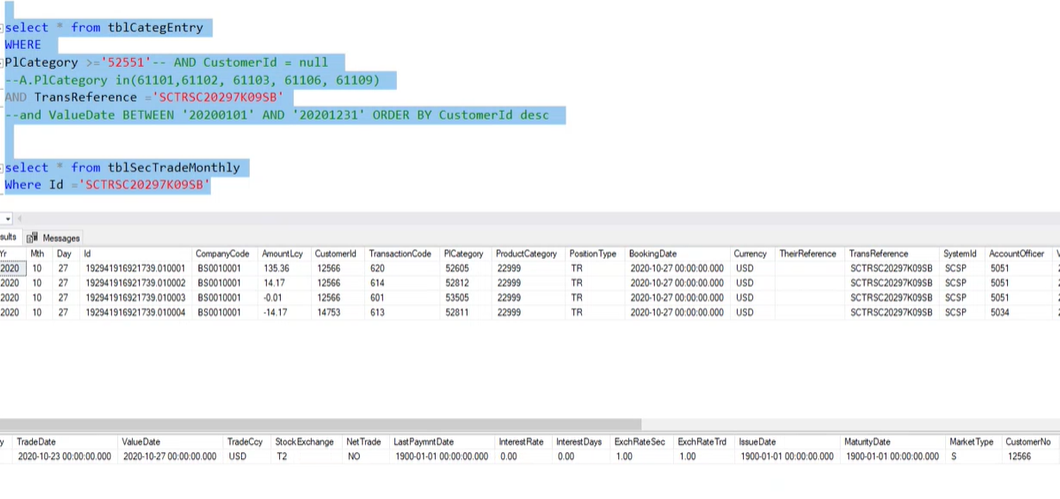 select * from tblCategEntry
WHERE
PlCategory >='52551'-- AND CustomerId = null
--A.PlCategory in(61101,61102, 61103, 61106, 61109)
AND TransReference ='SCTRSC20297K09SB'
--and ValueDate BETWEEN '20200101' AND '20201231' ORDER BY CustomerId desc
select * from tblSecTradeMonthly
Where Id ='SCTRSC20297K09SB'
sults Messages
Yr Mth Day Id CompanyCode AmountLcy CustomerId TransactionCode PlCategory ProductCategory PositionType BookingDate Currency TheirReference TransReference SystemId AccountOfficer V
2020 10 27 192941916921739.010001 BS0010001 135.36 12566 620 52605 22999 TR 2020-10-27 00:00:00.000 USD SCTRSC20297K09SB SCSP 5051
2020 10 27 192941916921739.010002 BS0010001 14.17 12566 614 52812 22999 TR 2020-10-27 00:00:00.000 USD SCTRSC20297K09SB SCSP 5051
2020 10 27 192941916921739.010003 BS0010001 -0.01 12566 601 53505 22999 TR 2020-10-27 00:00:00.000 USD SCTRSC20297K09SB SCSP 5051
2020 10 27 192941916921739.010004 BS0010001 -14.17 14753 613 52811 22999 TR 2020-10-27 00:00:00.000 USD SCTRSC20297K09SB SCSP 5034
y TradeDate ValueDate TradeCcy StockExchange NetTrade LastPaymntDate InterestRate InterestDays ExchRateSec ExchRateTrd IssueDate MaturityDate MarketType CustomerNo
2020-10-23 00:00:00.000 2020-10-27 00:00:00.000 USD T2 NO 1900-01-01 00:00:00.000 0.00 0.00 1.00 1.00 1900-01-01 00:00:00.000 1900-01-01 00:00:00.000 S 12566